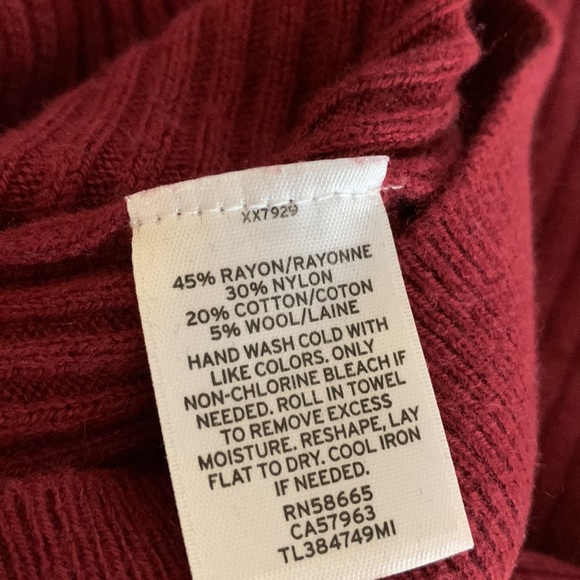 XX7929
45% RAYON/RAYONNE
30% NYLON
20% COTTON/COTON
5% WOOL/LAINE
HAND WASH COLD WITH
LIKE COLORS. ONLY
NON-CHLORINE BLEACH IF
NEEDED. ROLL IN TOWEL
TO REMOVE EXCESS
MOISTURE. RESHAPE, LAY
FLAT TO DRY. COOL IRON
IF NEEDED.
RN58665
CA57963
TL384749MI